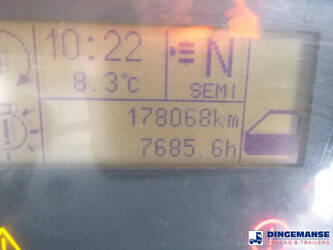 10:22
N
8.3°C
SEMI
178068km
7685.6h
DINGEMANSE
TRUCKS & TRAILERS